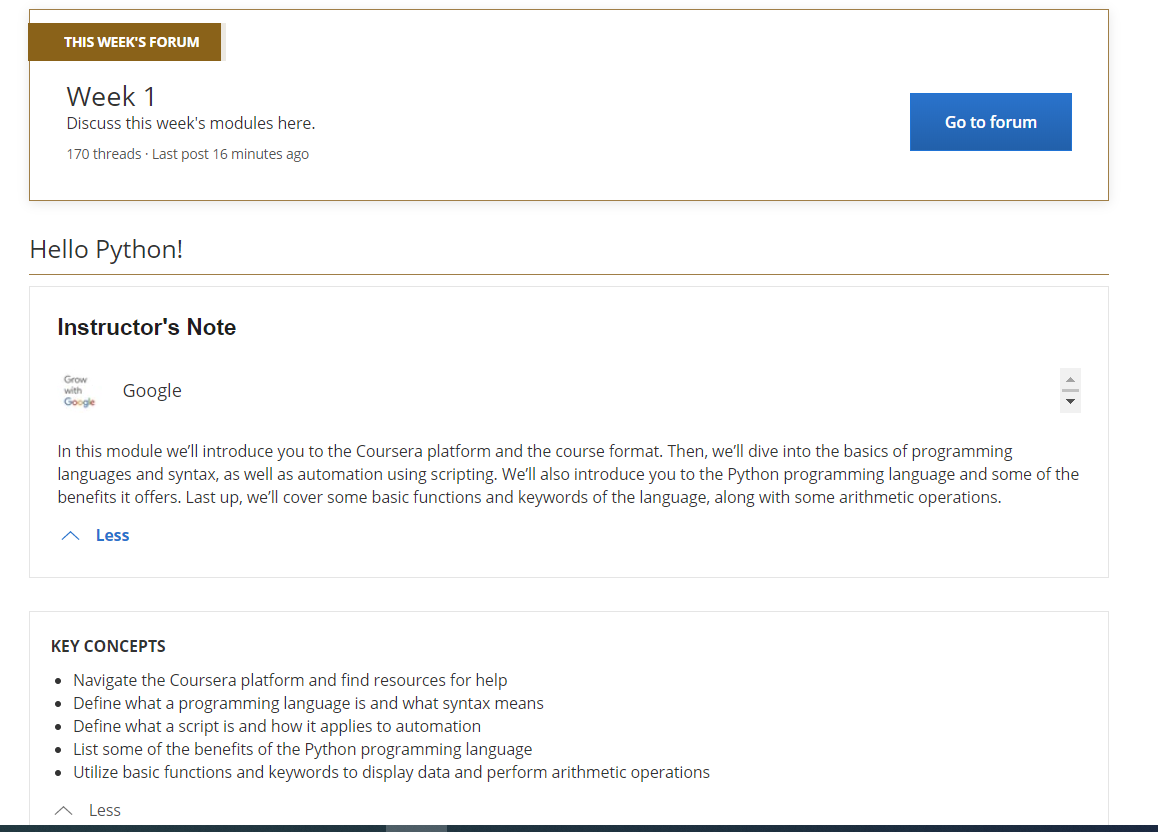 THIS WEEK'S FORUM
Week 1
Discuss this week's modules here.
170 threads · Last post 16 minutes ago
Go to forum
Hello Python!
Instructor's Note
Grow
with
Google
Google
In this module we’ll introduce you to the Coursera platform and the course format. Then, we’ll dive into the basics of programming
languages and syntax, as well as automation using scripting. We’ll also introduce you to the Python programming language and some of the
benefits it offers. Last up, we’ll cover some basic functions and keywords of the language, along with some arithmetic operations.
Less
KEY CONCEPTS
• Navigate the Coursera platform and find resources for help
• Define what a programming language is and what syntax means
• Define what a script is and how it applies to automation
• List some of the benefits of the Python programming language
• Utilize basic functions and keywords to display data and perform arithmetic operations
Less